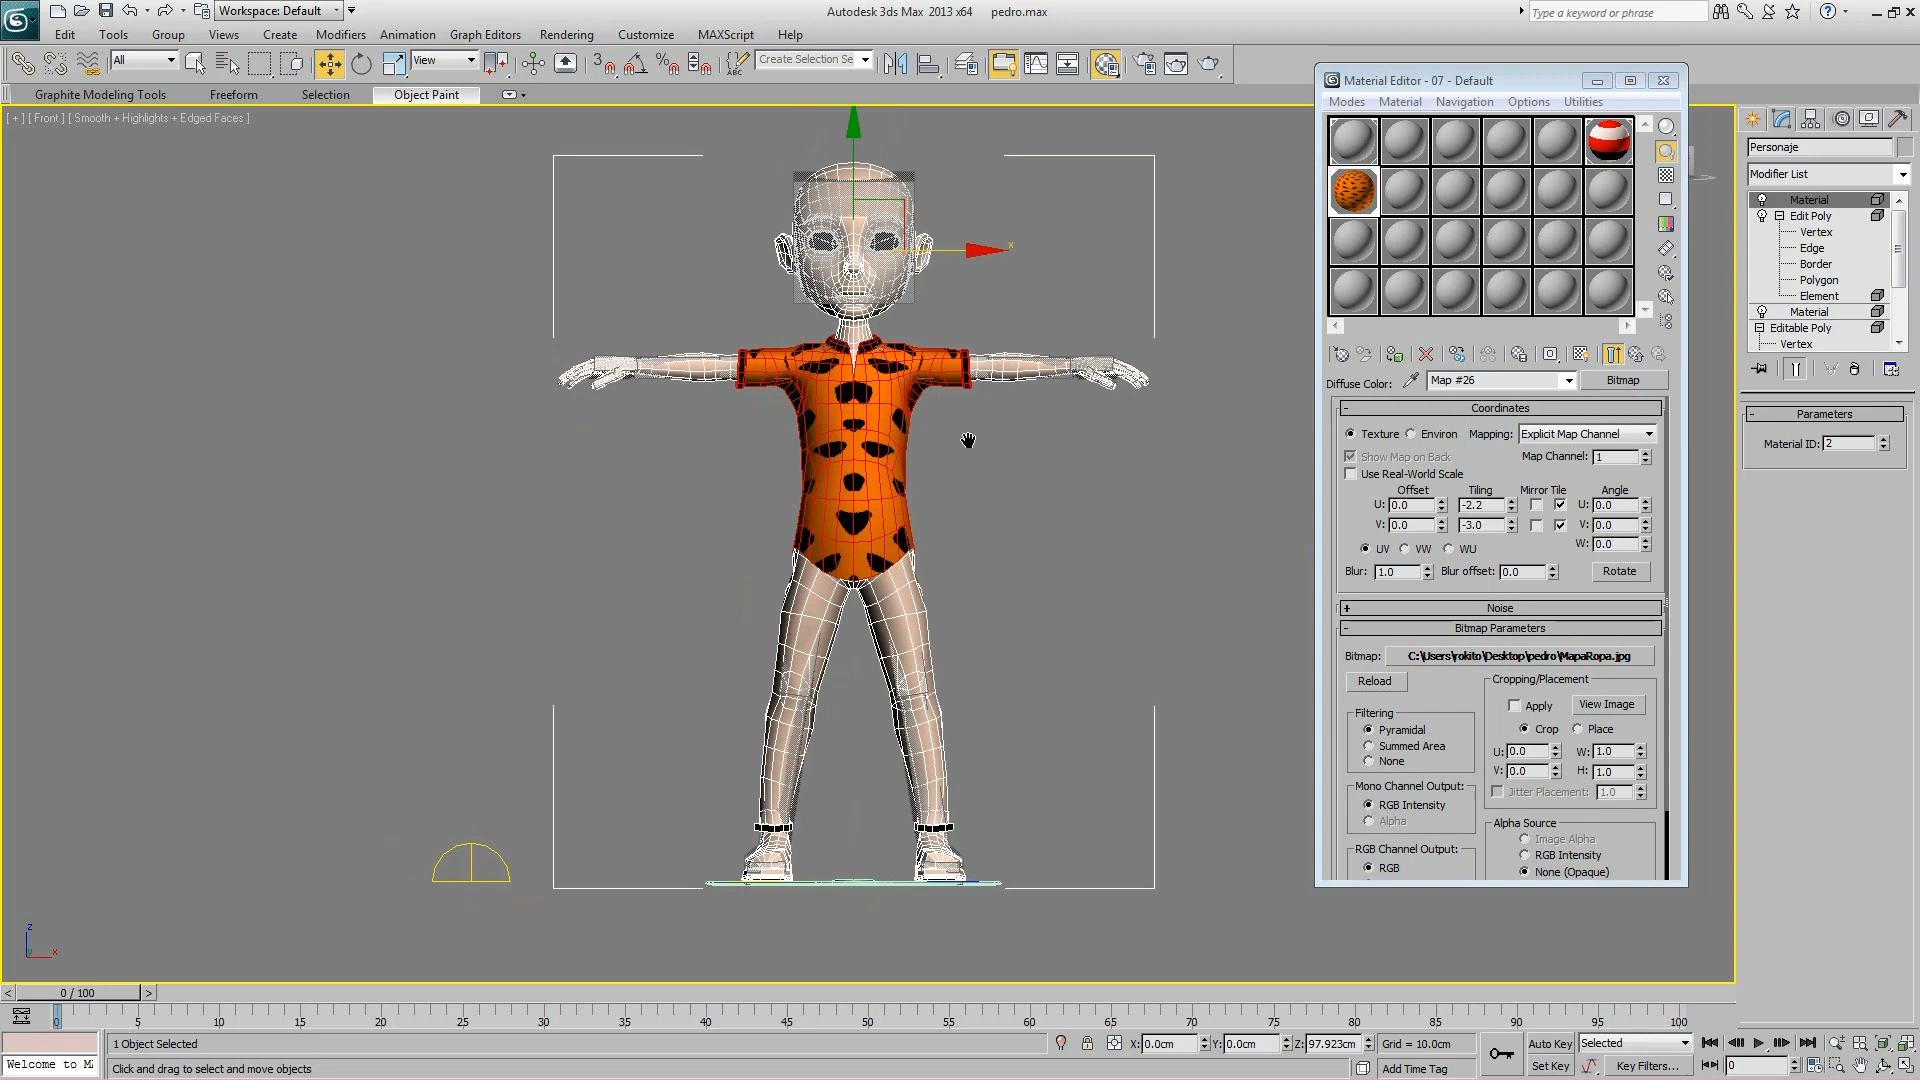 Workspace: Default
Autodesk 3ds Max 2013 x64 pedro.max
Type a keyword or phrase
Edit Tools Group Views Create Modifiers Animation Graph Editors Rendering Customize MAXScript Help
All View 3 Create Selection Se
Graphite Modeling Tools Freeform Selection Object Paint
[ + ] [ Front ] [ Smooth + Highlights + Edged Faces ]
x
z
x
Material Editor - 07 - Default
Modes Material Navigation Options Utilities
Diffuse Color: Map #26 Bitmap
- Coordinates
Texture Environ Mapping: Explicit Map Channel
Show Map on Back Map Channel: 1
Use Real-World Scale
Offset Tiling Mirror Tile Angle
U: 0.0 -2.2 U: 0.0
V: 0.0 -3.0 V: 0.0
W: 0.0
UV VW WU
Blur: 1.0 Blur offset: 0.0 Rotate
+ Noise
- Bitmap Parameters
Bitmap: C:\Users\rokito\Desktop\pedro\MapaRopa.jpg
Reload
Cropping/Placement
Apply View Image
Crop Place
U: 0.0 W: 1.0
V: 0.0 H: 1.0
Jitter Placement: 1.0
Filtering
Pyramidal
Summed Area
None
Mono Channel Output:
RGB Intensity
Alpha
RGB Channel Output:
RGB
Alpha Source
Image Alpha
RGB Intensity
None (Opaque)
Personaje
Modifier List
Material
Edit Poly
Vertex
Edge
Border
Polygon
Element
Material
Editable Poly
Vertex
- Parameters
Material ID: 2
< 0 / 100 >
0 5 10 15 20 25 30 35 40 45 50 55 60 65 70 75 80 85 90 95 100
1 Object Selected X: 0.0cm Y: 0.0cm Z: 97.923cm Grid = 10.0cm Auto Key Selected
Welcome to M Click and drag to select and move objects Add Time Tag Set Key Key Filters... 0